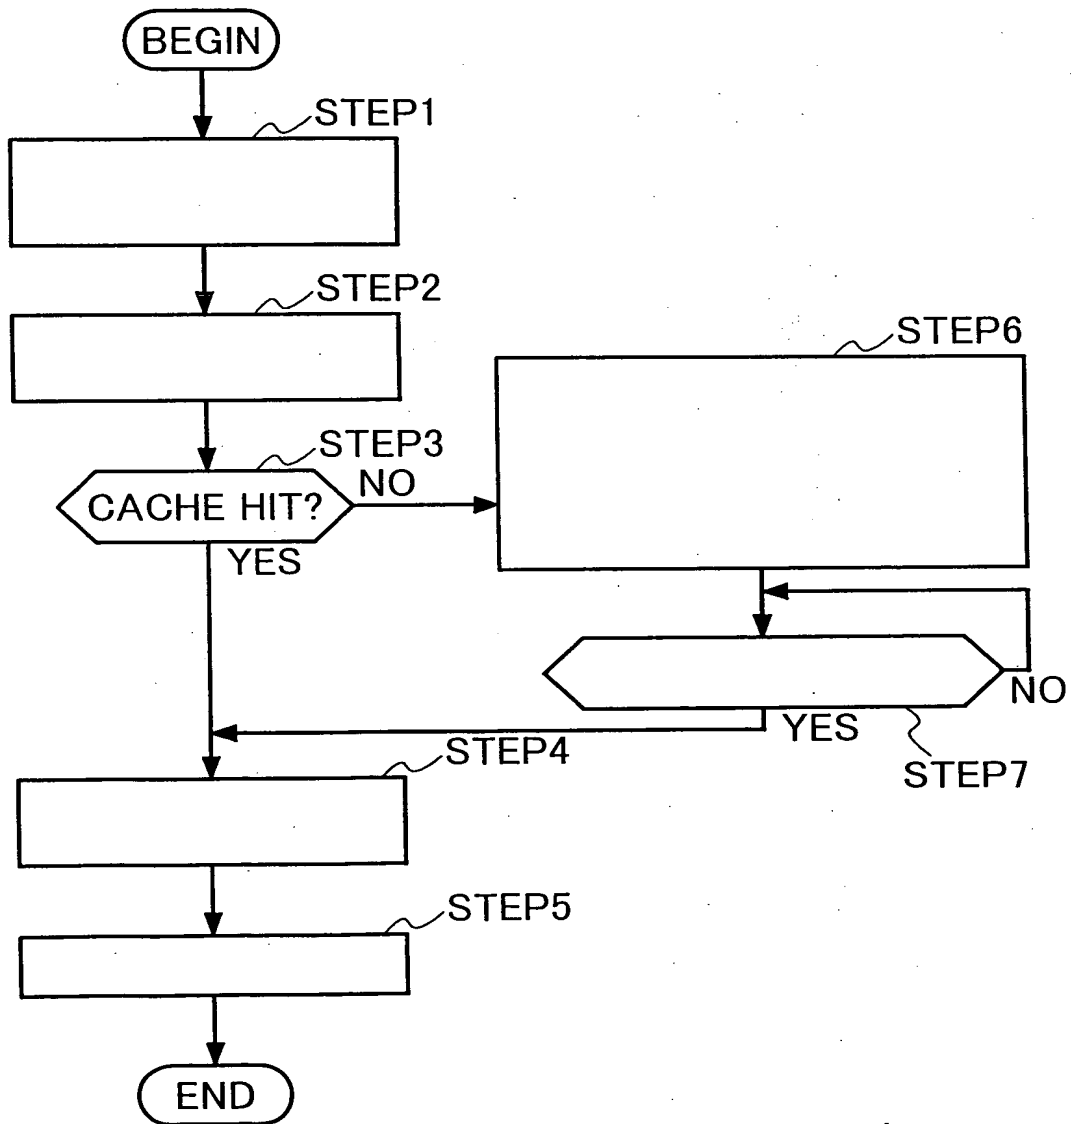 BEGIN
STEP1
STEP2
STEP3
CACHE HIT?
NO
YES
STEP6
NO
YES
STEP7
STEP4
STEP5
END